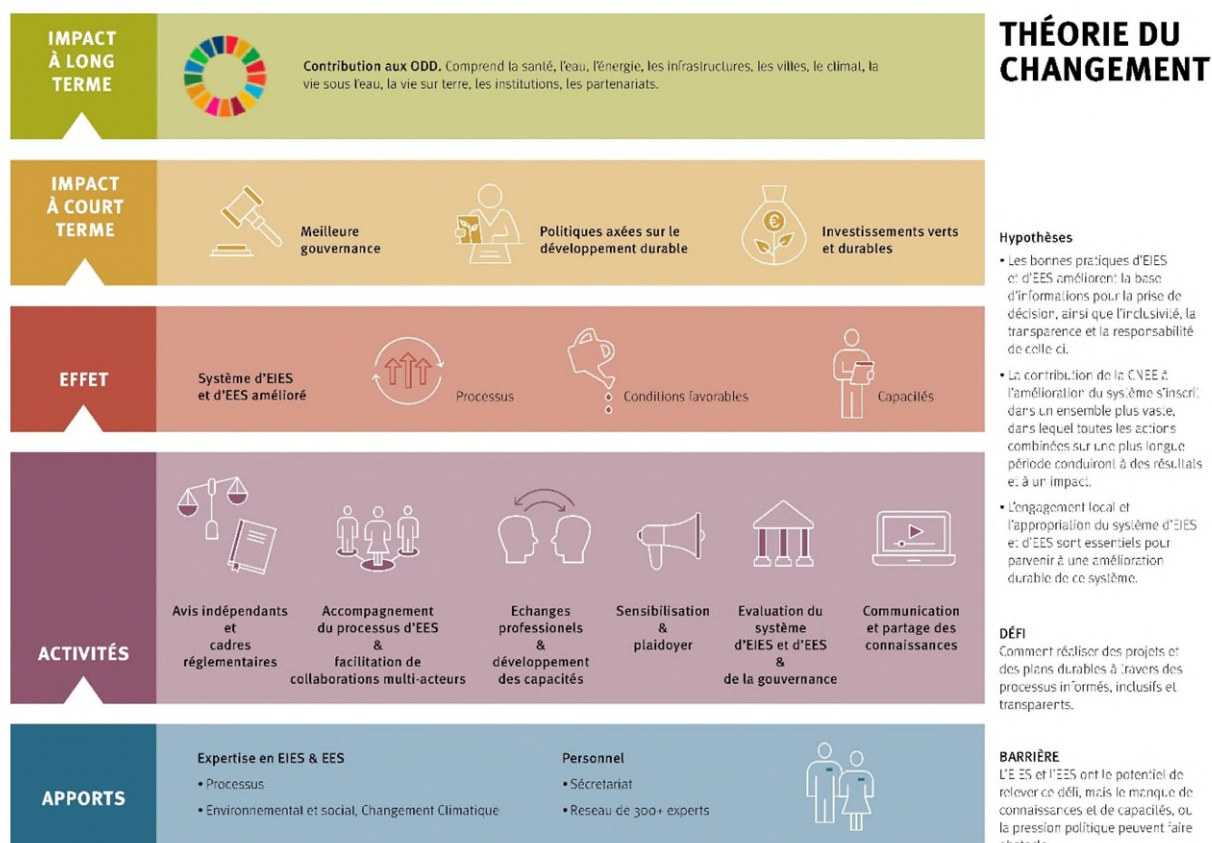 THÉORIE DU
CHANGEMENT
IMPACT
À LONG
TERME
Contribution aux ODD. Comprend la santé, l'eau, l'énergie, les infrastructures, les villes, le climat, la
vie sous l'eau, la vie sur terre, les institutions, les partenariats.
IMPACT
À COURT
TERME
Meilleure
gouvernance
Politiques axées sur le
développement durable
€
Investissements verts
et durables
EFFET
Système d'EIES
et d'EES amélioré
Processus
Conditions favorables
Capacités
ACTIVITÉS
Avis indépendants
et
cadres
réglementaires
Accompagnement
du processus d'EES
&
facilitation de
collaborations multi-acteurs
Echanges
professionels
&
développement
des capacités
Sensibilisation
&
plaidoyer
Evaluation du
système
d'EIES et d'EES
&
de la gouvernance
Communication
et partage des
connaissances
APPORTS
Expertise en EIES & EES
• Processus
• Environnemental et social, Changement Climatique
Personnel
• Sécretariat
• Reseau de 300+ experts
Hypothèses
• Les bonnes pratiques d'EIES
et d'EES améliorent la base
d'informations pour la prise de
décision, ainsi que l'inclusivité, la
transparence et la responsabilité
de celle-ci.
• La contribution de la CNEE à
l'amélioration du système s'inscrit
dans un ensemble plus vaste,
dans lequel toutes les actions
combinées sur une plus longue
période conduiront à des résultats
et à un impact.
• L'engagement local et
l'appropriation du système d'EIES
et d'EES sont essentiels pour
parvenir à une amélioration
durable de ce système.
DÉFI
Comment réaliser des projets et
des plans durables à travers des
processus informés, inclusifs et
transparents.
BARRIÈRE
L'EIES et l'EES ont le potentiel de
relever ce défi, mais le manque de
connaissances et de capacités, ou
la pression politique peuvent faire